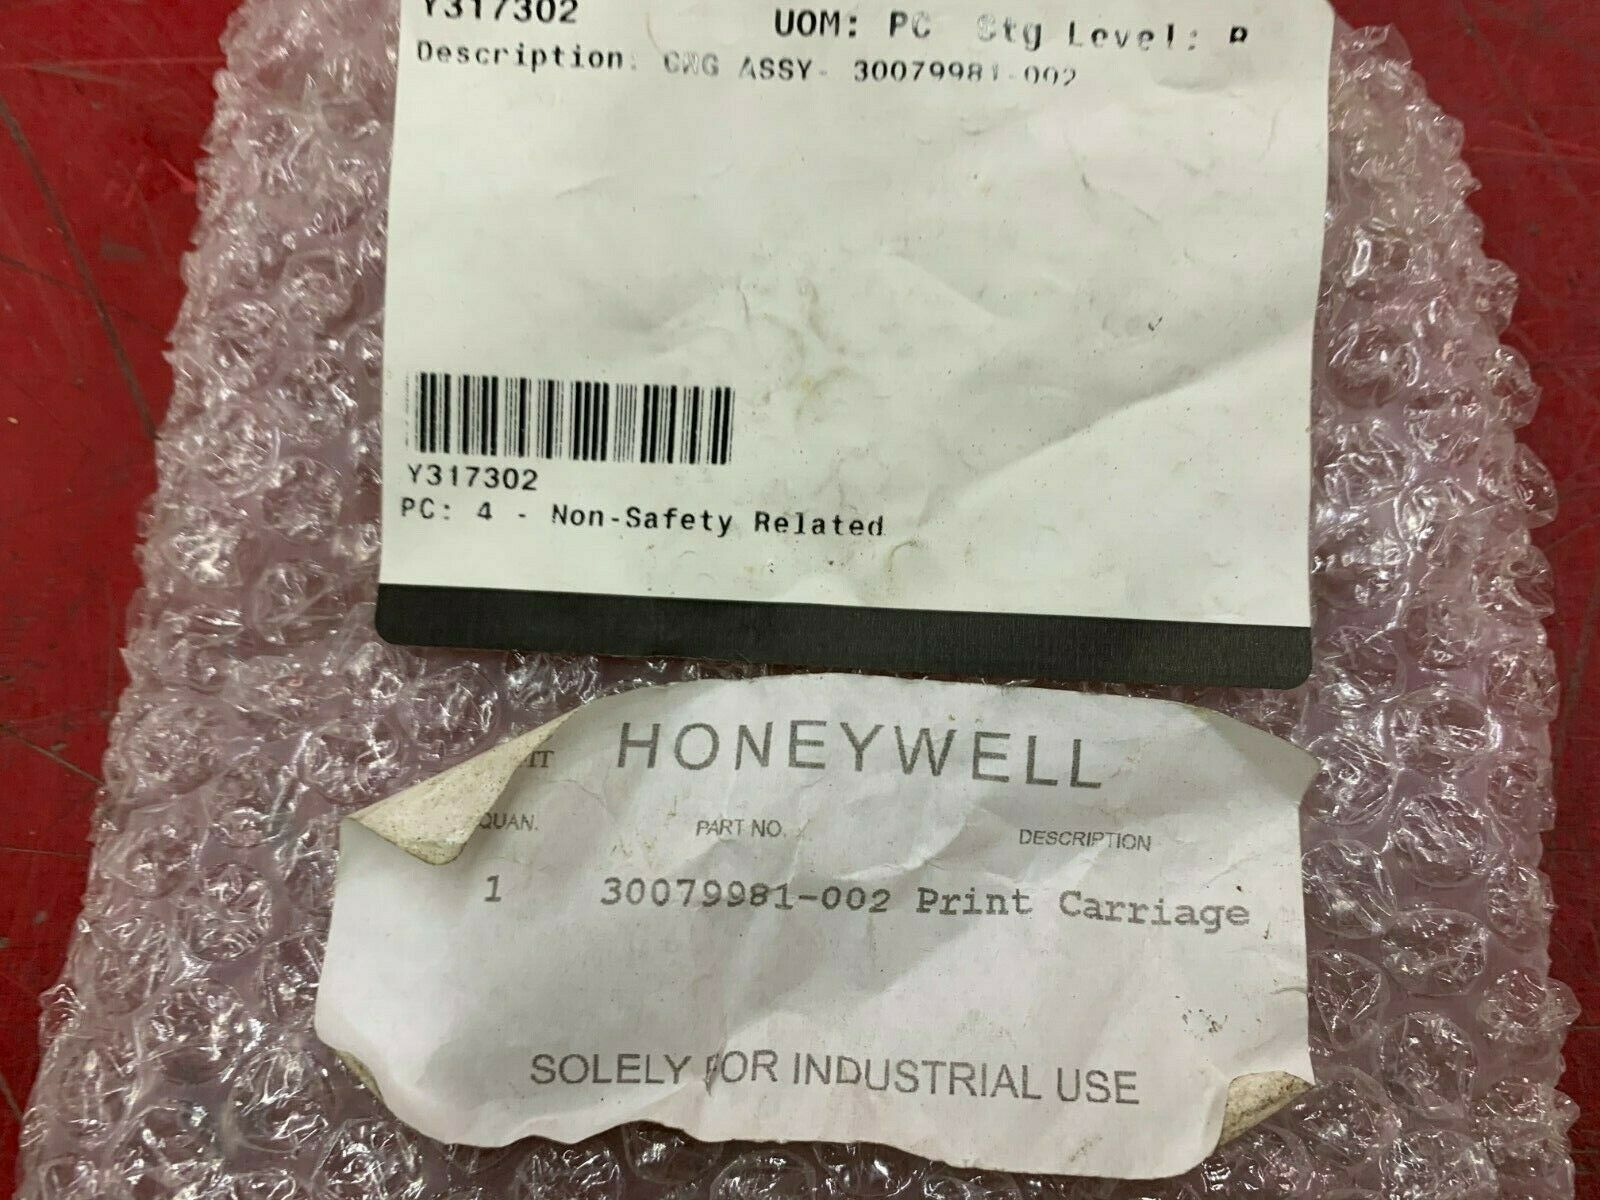 Y317302
UOM: PC Stg Level: B
Description: CHG ASSY- 30079981-002
Y317302
PC: 4 - Non-Safety Related
HONEYWELL
QUAN. PART NO. DESCRIPTION
1 30079981-002 Print Carriage
SOLELY FOR INDUSTRIAL USE